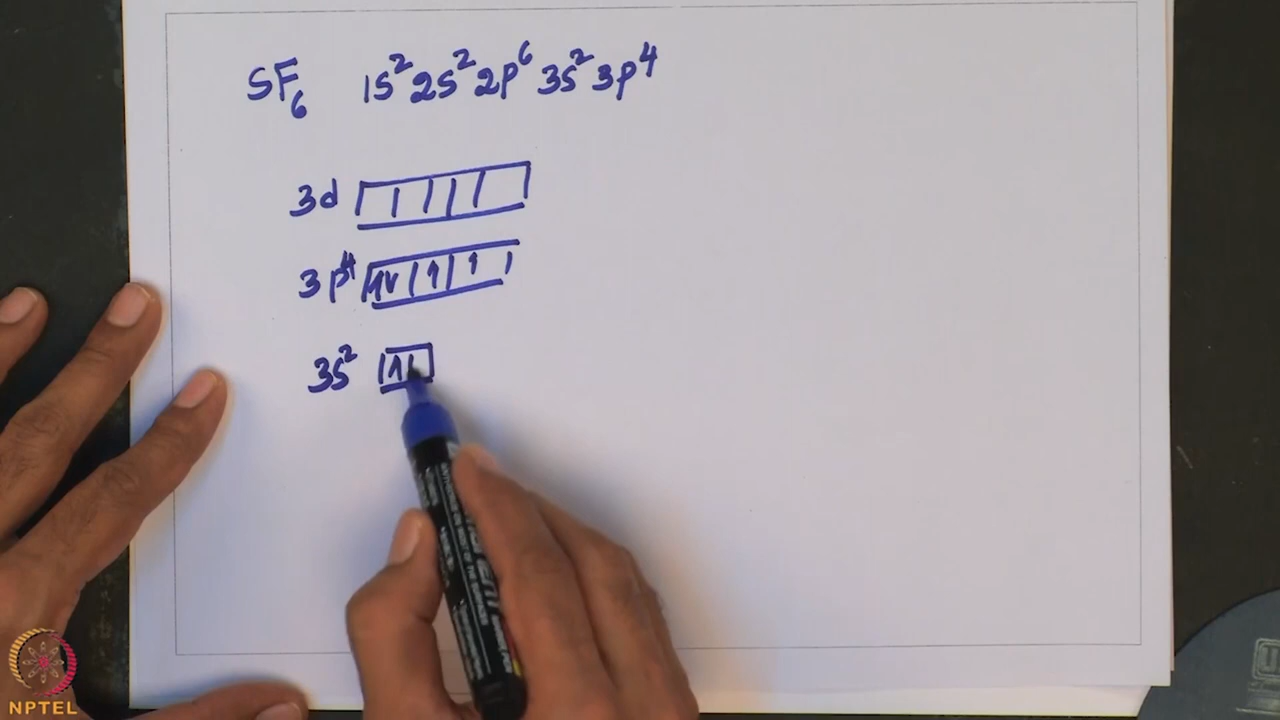 SF₆ 1s² 2s² 2p⁶ 3s² 3p⁴
3d
3p⁴ ↑↓ ↑ ↑
3s² ↑↓
NPTEL